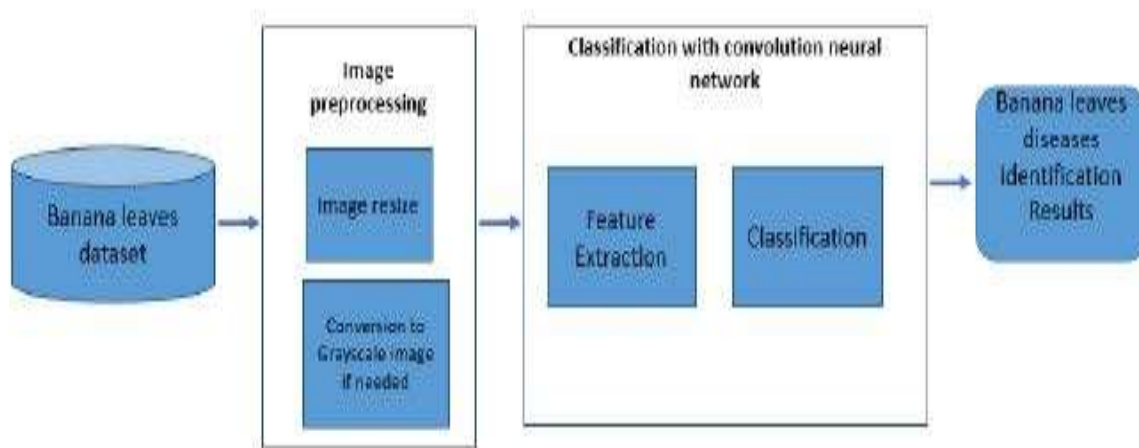 Banana leaves
dataset
Image
preprocessing
Image resize
Conversion to
Grayscale image
if needed
Classification with convolution neural
network
Feature
Extraction
Classification
Banana leaves
diseases
Identification
Results